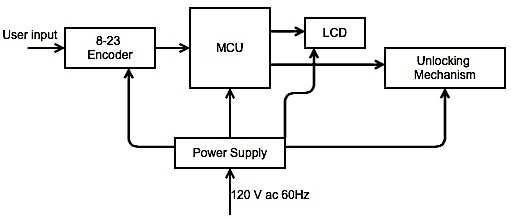 User input
8-23
Encoder
MCU
LCD
Unlocking
Mechanism
Power Supply
120 V ac 60Hz